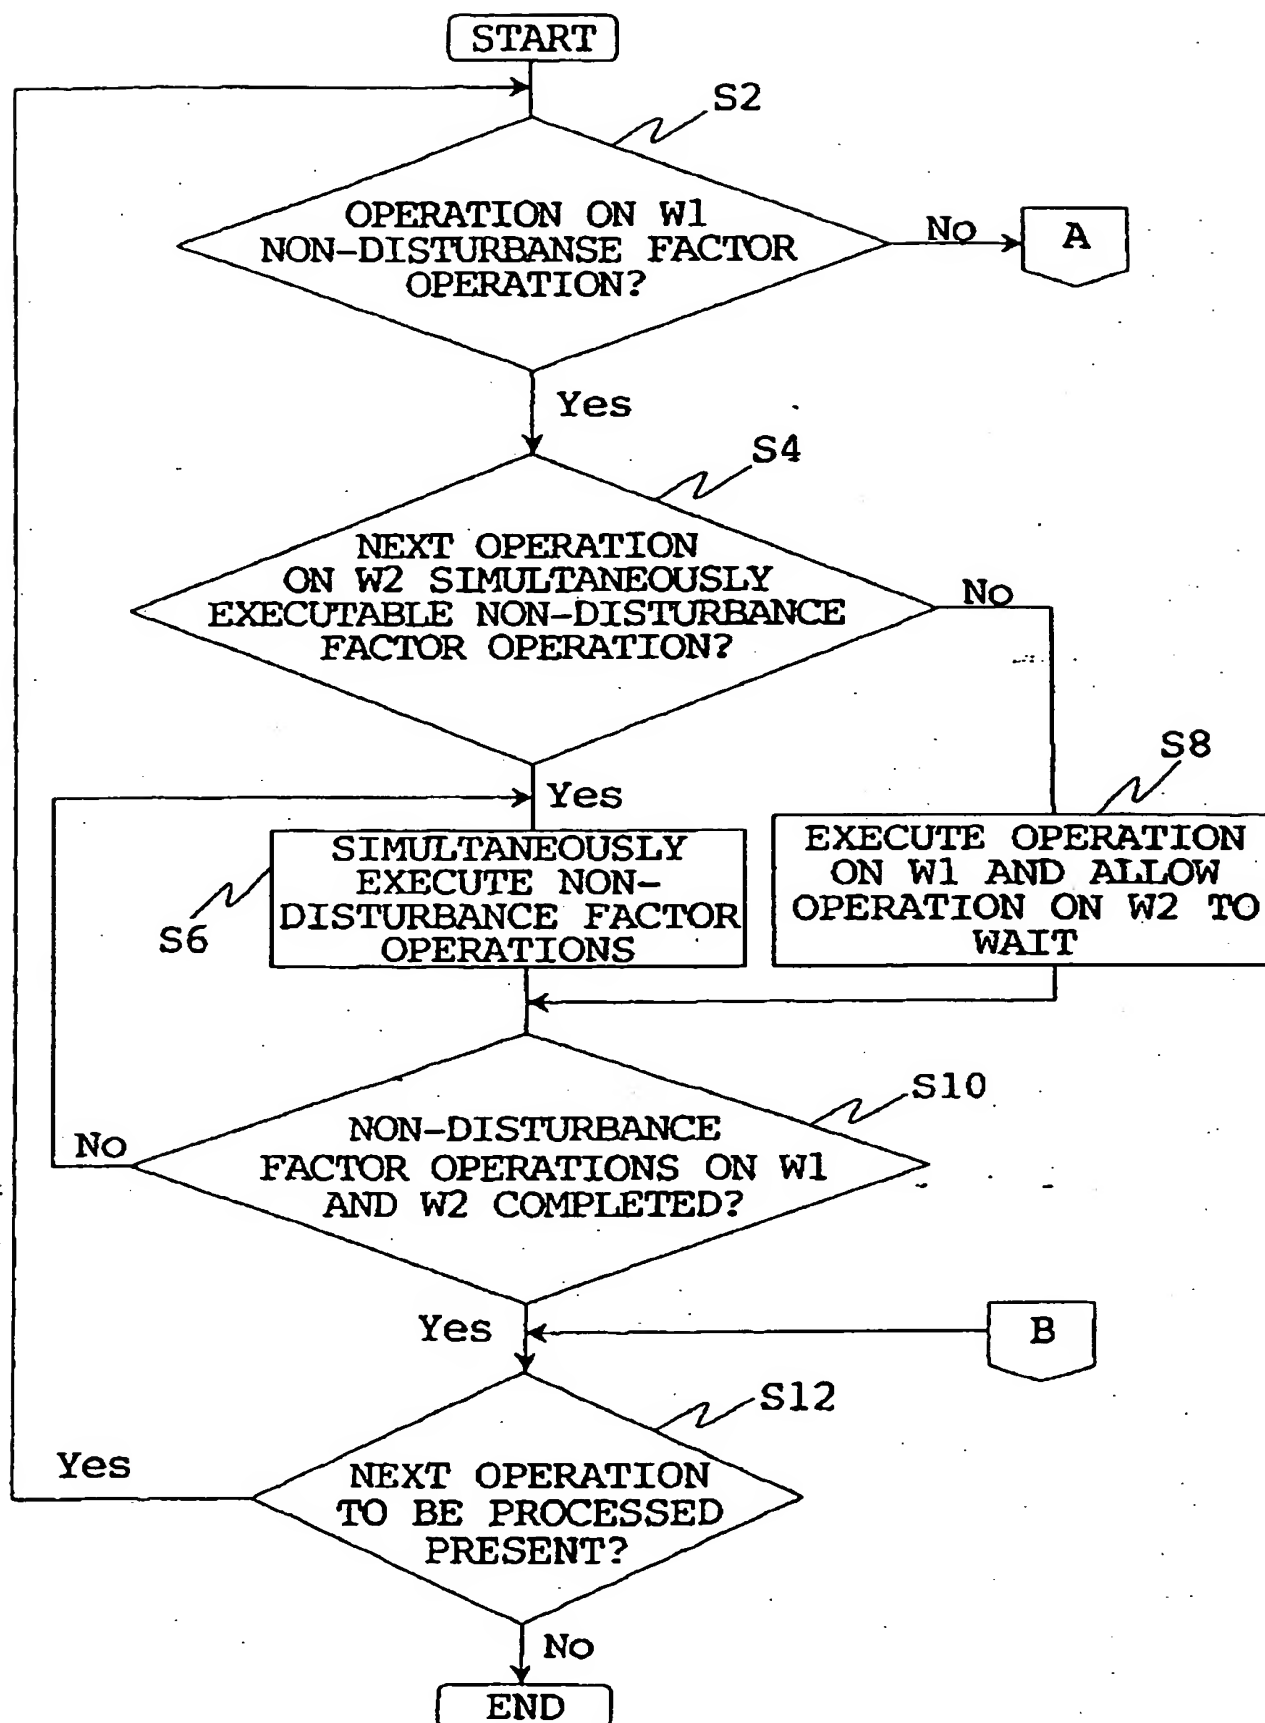 START
S2
OPERATION ON W1
NON-DISTURBANSE FACTOR
OPERATION?
No
A
Yes
S4
NEXT OPERATION
ON W2 SIMULTANEOUSLY
EXECUTABLE NON-DISTURBANCE
FACTOR OPERATION?
No
S8
Yes
SIMULTANEOUSLY
EXECUTE NON-
DISTURBANCE FACTOR
OPERATIONS
S6
EXECUTE OPERATION
ON W1 AND ALLOW
OPERATION ON W2 TO
WAIT
S10
NON-DISTURBANCE
FACTOR OPERATIONS ON W1
AND W2 COMPLETED?
No
Yes
B
S12
Yes
NEXT OPERATION
TO BE PROCESSED
PRESENT?
No
END